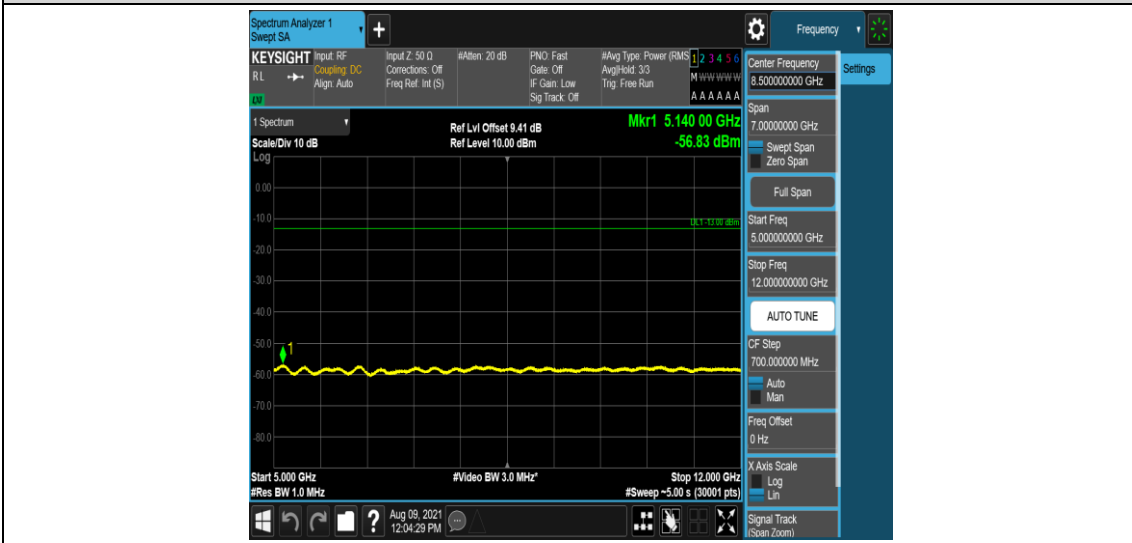 Spectrum Analyzer 1
Swept SA
+
Frequency
KEYSIGHT
RL
LXI
Input: RF
Coupling: DC
Align: Auto
Input Z: 50 Ω
Corrections: Off
Freq Ref: Int (S)
#Atten: 20 dB
PNO: Fast
Gate: Off
IF Gain: Low
Sig Track: Off
#Avg Type: Power (RMS
Avg|Hold: 3/3
Trig: Free Run
1 2 3 4 5 6
M W W W W W
A A A A A A
1 Spectrum
Scale/Div 10 dB
Log
Ref Lvl Offset 9.41 dB
Ref Level 10.00 dBm
Mkr1 5.140 00 GHz
-56.83 dBm
0.00
-10.0
DL1 -13.00 dBm
-20.0
-30.0
-40.0
-50.0
1
-60.0
-70.0
-80.0
Start 5.000 GHz
#Res BW 1.0 MHz
#Video BW 3.0 MHz*
Stop 12.000 GHz
#Sweep ~5.00 s (30001 pts)
?
Aug 09, 2021
12:04:29 PM
Center Frequency
8.500000000 GHz
Span
7.00000000 GHz
Swept Span
Zero Span
Full Span
Start Freq
5.000000000 GHz
Stop Freq
12.000000000 GHz
AUTO TUNE
CF Step
700.000000 MHz
Auto
Man
Freq Offset
0 Hz
X Axis Scale
Log
Lin
Signal Track
(Span Zoom)
Settings